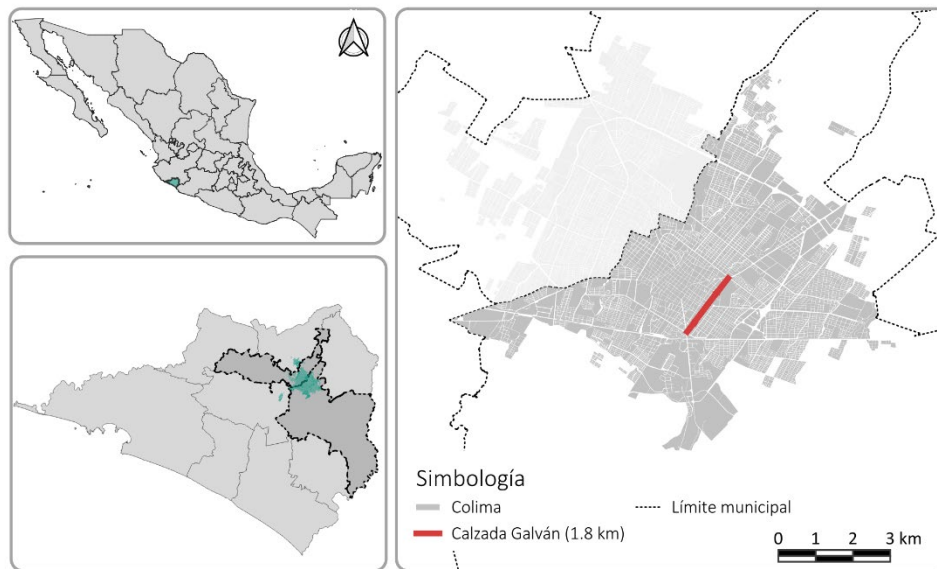 Simbología
Colima
Límite municipal
Calzada Galván (1.8 km)
0 1 2 3 km